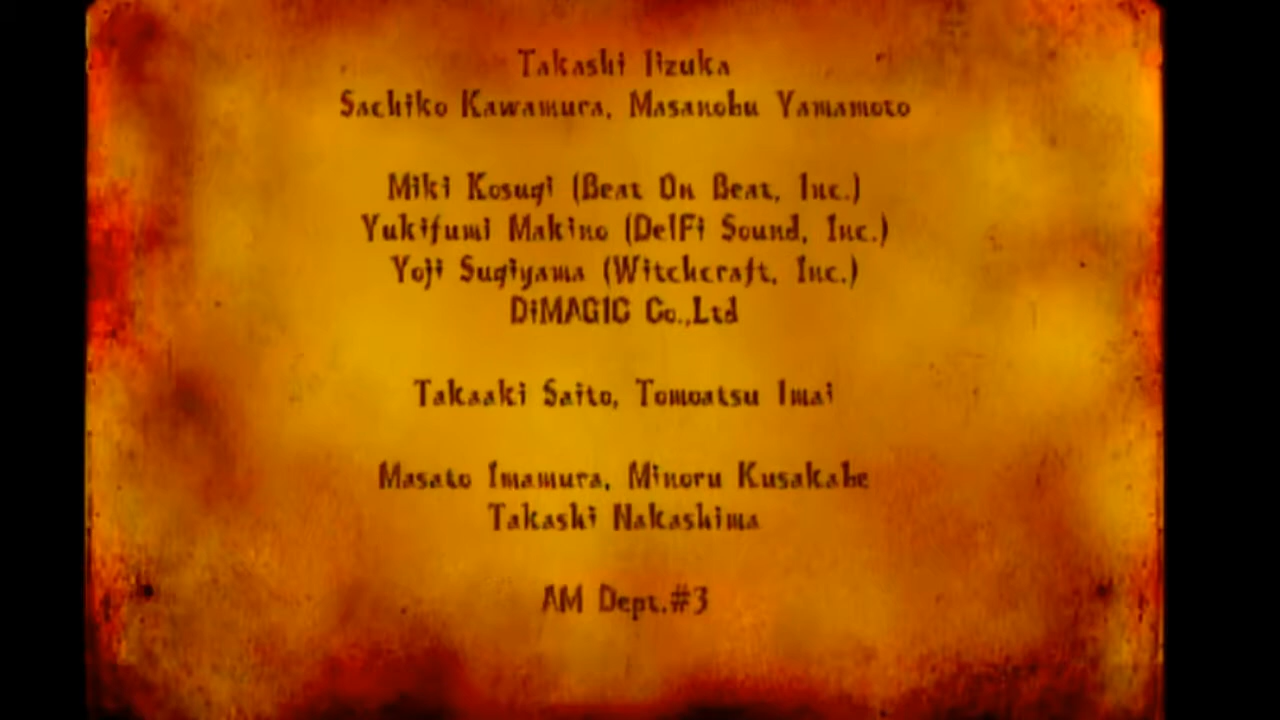 Takashi Iizuka
Sachiko Kawamura, Masanobu Yamamoto
Miki Kosugi (Beat On Beat, Inc.)
Yukifumi Makino (DelFi Sound, Inc.)
Yoji Sugiyama (Witchcraft, Inc.)
DiMAGIC Co.,Ltd
Takaaki Saito, Tomoatsu Imai
Masato Imamura, Minoru Kusakabe
Takashi Nakashima
AM Dept.#3